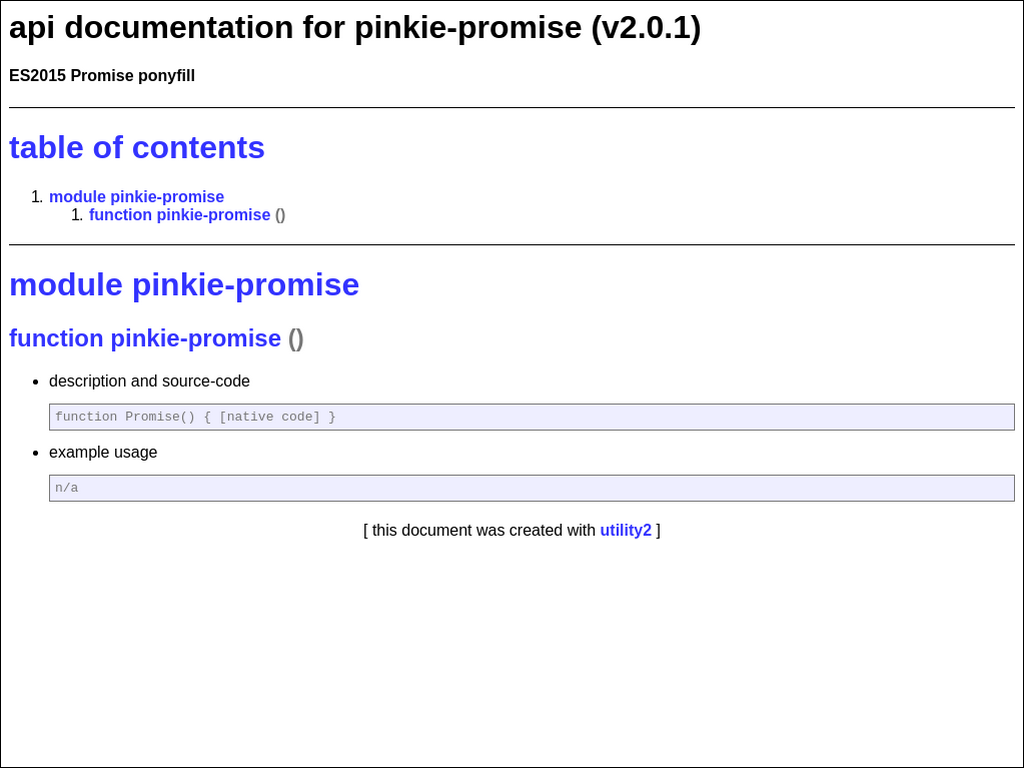 api documentation for pinkie-promise (v2.0.1)
ES2015 Promise ponyfill
table of contents
1. module pinkie-promise
1. function pinkie-promise ()
module pinkie-promise
function pinkie-promise ()
• description and source-code
function Promise() { [native code] }
• example usage
n/a
[ this document was created with utility2 ]